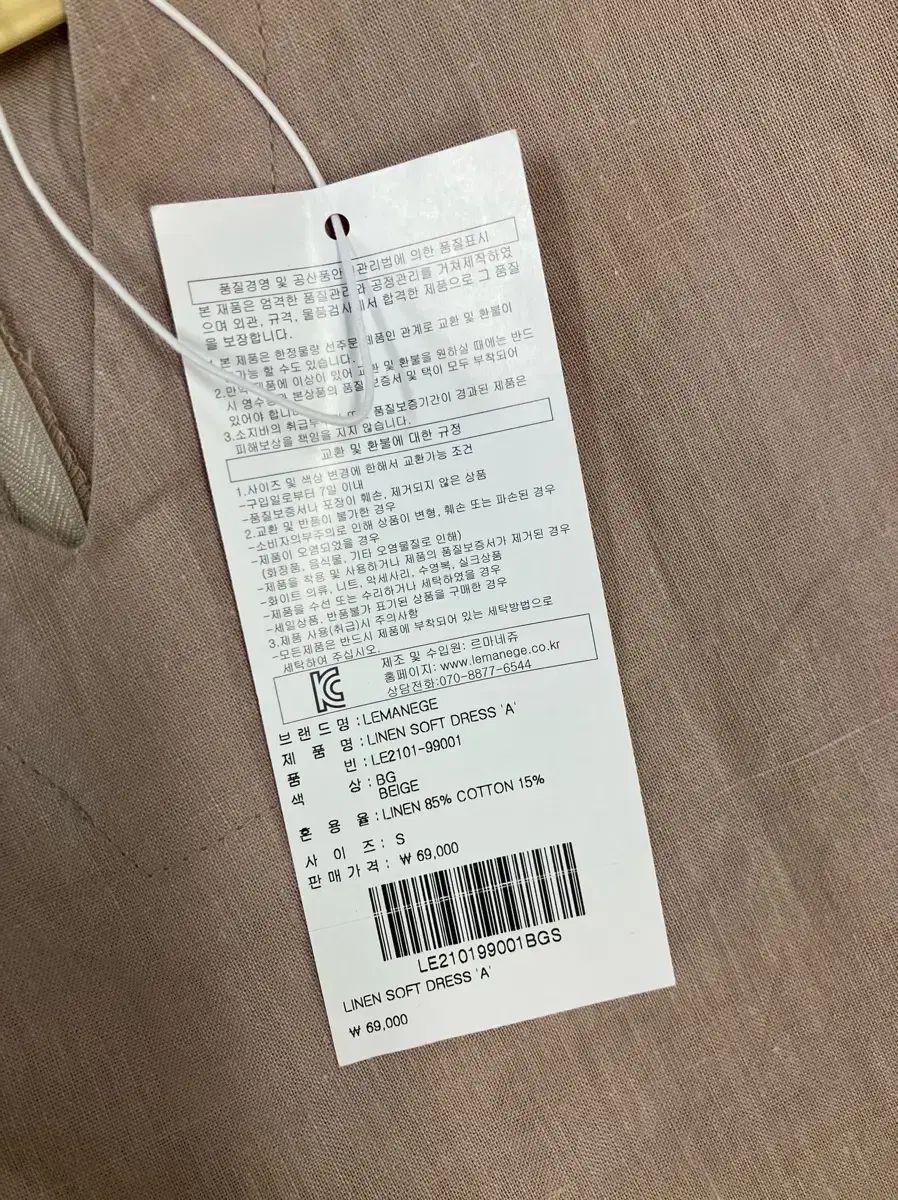 품질경영 및 공산품안 관리법에 의한 품질표시
본 제품은 엄격한 품질관리와 공정관리를 거쳐제작하였
으며 외관, 규격, 물품검사에서 합격한 제품으로 그 품질
을 보장합니다.
본 제품은 한정물량 선주문 제품인 관계로 교환 및 환불이
가능 할 수도 있습니다.
2.만약 제품에 이상이 있어 교환 및 환불을 원하실 때에는 반드
시 영수증과 본상품의 품질보증서 및 택이 모두 부착되어
있어야 합니다.
3.소지바의 취급부 품질보증기간이 경과된 제품은
피해보상을 책임을 지지 않습니다.
교환 및 환불에 대한 규정
1.사이즈 및 색상 변경에 한해서 교환가능 조건
-구입일로부터 7일 이내
-품질보증서나 포장이 훼손, 제거되지 않은 상품
2.교환 및 반품이 불가한 경우
-소비자의부주의로 인해 상품이 변형, 훼손 또는 파손된 경우
-제품이 오염되었을 경우
(화장품, 음식물, 기타 오염물질로 인해)
-제품을 착용 및 사용하거나 제품의 품질보증서가 제거된 경우
-화이트 의류, 니트, 악세사리, 수영복, 실크상품
-제품을 수선 또는 수리하거나 세탁하였을 경우
-세일상품, 반품불가 표기된 상품을 구매한 경우
3.제품 사용(취급)시 주의사항
-모든제품은 반드시 제품에 부착되어 있는 세탁방법으로
세탁하여 주십시오.
제조 및 수입원: 르마네쥬
홈페이지: www.lemanege.co.kr
상담전화:070-8877-6544
브랜드명:LEMANEGE
제품명:LINEN SOFT DRESS 'A'
품빈:LE2101-99001
색상:BG
BEIGE
혼용율:LINEN 85% COTTON 15%
사이즈: S
판매가격: ₩ 69,000
LE210199001BGS
LINEN SOFT DRESS 'A'
₩ 69,000